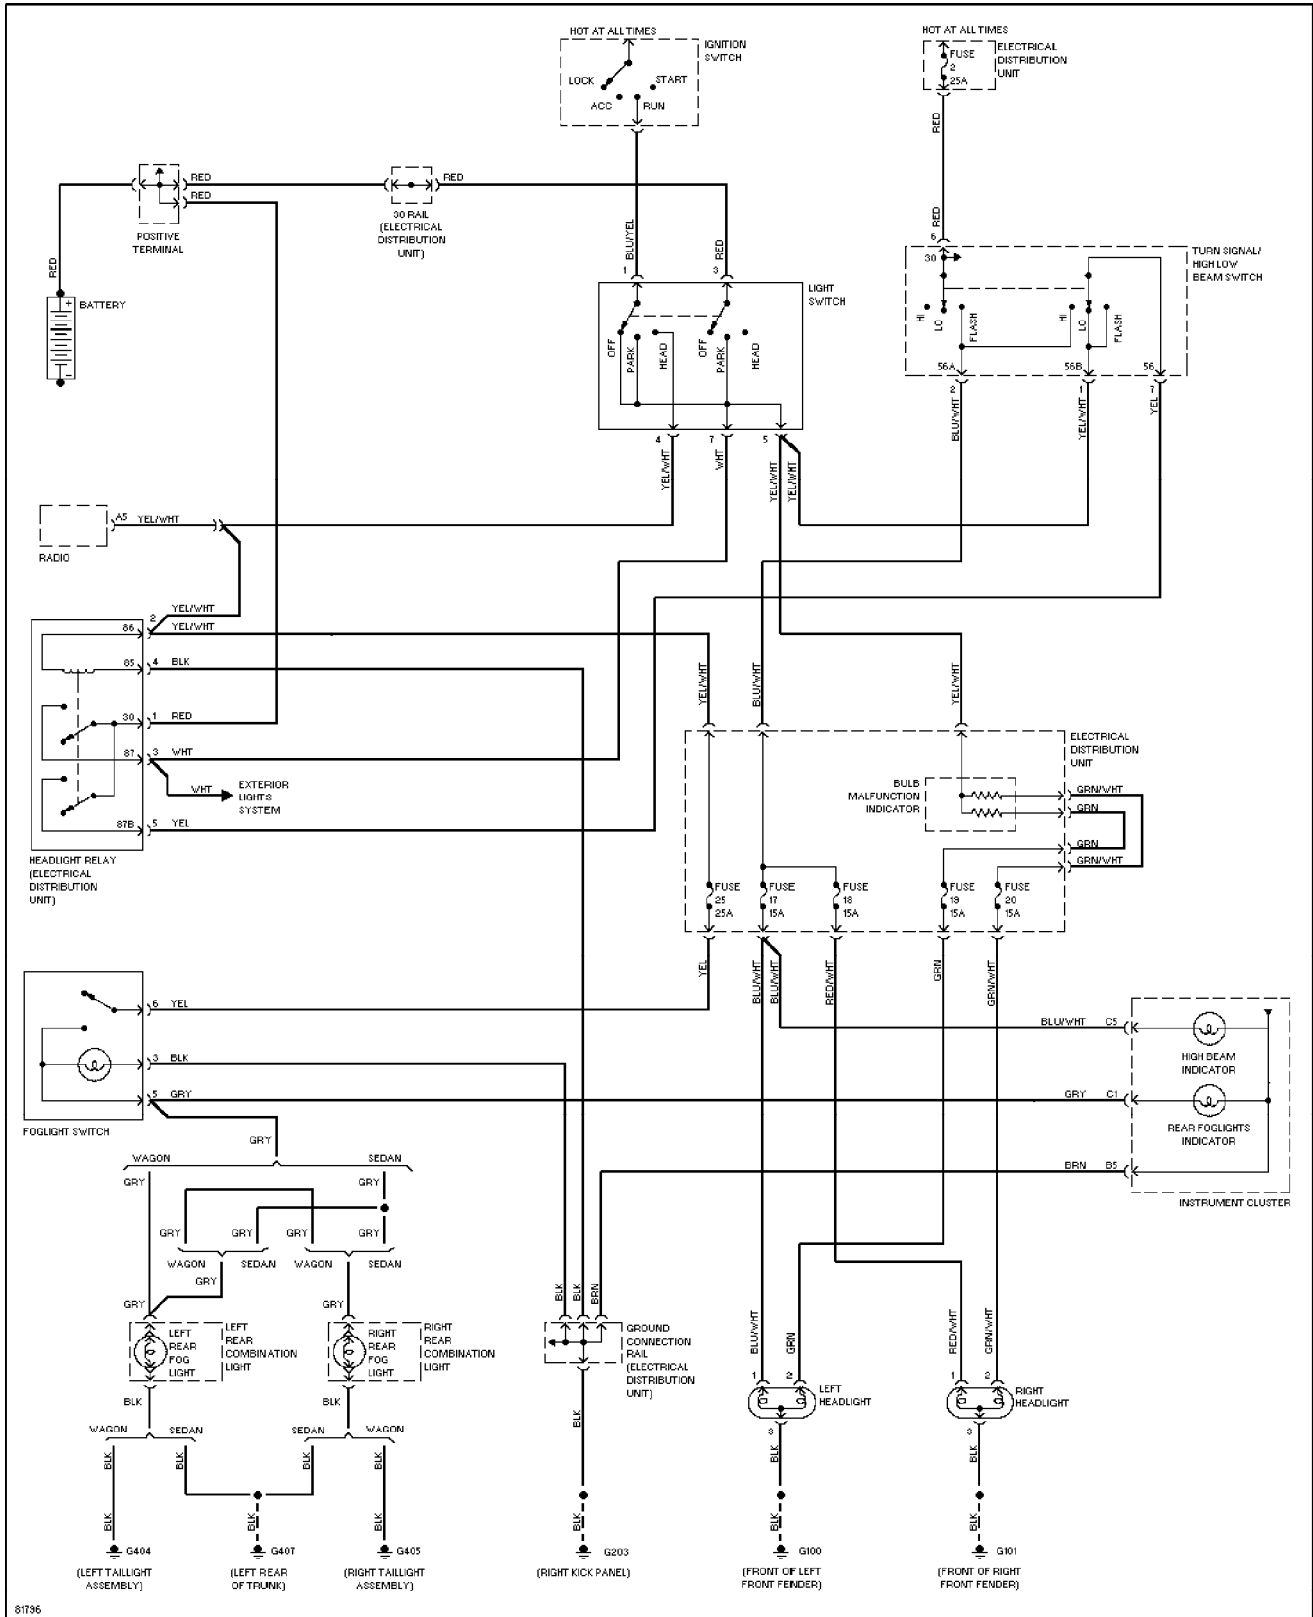 HOT AT ALL TIMES
IGNITION
SWITCH
LOCK
START
ACC
RUN
HOT AT ALL TIMES
FUSE
2
25A
ELECTRICAL
DISTRIBUTION
UNIT
RED
RED
6
RED
RED
POSITIVE
TERMINAL
30 RAIL
(ELECTRICAL
DISTRIBUTION
UNIT)
RED
BLU/YEL
RED
1
3
RED
BATTERY
+
-
LIGHT
SWITCH
OFF
PARK
HEAD
OFF
PARK
HEAD
4
7
5
YEL/WHT
WHT
YEL/WHT
YEL/WHT
TURN SIGNAL/
HIGH LOW
BEAM SWITCH
30
HI
LO
FLASH
HI
LO
FLASH
56A
56B
56
2
1
7
BLU/WHT
YEL/WHT
YEL
RADIO
A5
YEL/WHT
YEL/WHT
2
86
YEL/WHT
85
4
BLK
30
1
RED
87
3
WHT
WHT
EXTERIOR
LIGHTS
SYSTEM
87B
5
YEL
HEADLIGHT RELAY
(ELECTRICAL
DISTRIBUTION
UNIT)
YEL/WHT
BLU/WHT
YEL/WHT
ELECTRICAL
DISTRIBUTION
UNIT
BULB
MALFUNCTION
INDICATOR
GRN/WHT
GRN
GRN
GRN/WHT
FUSE
25
25A
FUSE
17
15A
FUSE
18
15A
FUSE
19
15A
FUSE
20
15A
YEL
BLU/WHT
BLU/WHT
RED/WHT
GRN
GRN/WHT
6
YEL
3
BLK
5
GRY
FOGLIGHT SWITCH
BLU/WHT
C5
HIGH BEAM
INDICATOR
GRY
C1
REAR FOGLIGHTS
INDICATOR
BRN
B5
INSTRUMENT CLUSTER
GRY
WAGON
SEDAN
GRY
GRY
GRY
GRY
GRY
GRY
WAGON
SEDAN
WAGON
SEDAN
GRY
GRY
GRY
LEFT
REAR
FOG
LIGHT
LEFT
REAR
COMBINATION
LIGHT
RIGHT
REAR
FOG
LIGHT
RIGHT
REAR
COMBINATION
LIGHT
BLK
BLK
BRN
GROUND
CONNECTION
RAIL
(ELECTRICAL
DISTRIBUTION
UNIT)
BLU/WHT
GRN
RED/WHT
GRN/WHT
1
2
LEFT
HEADLIGHT
1
2
RIGHT
HEADLIGHT
3
3
BLK
BLK
WAGON
SEDAN
SEDAN
WAGON
BLK
BLK
BLK
BLK
BLK
BLK
BLK
BLK
BLK
BLK
BLK
BLK
BLK
G404
G407
G405
G203
G100
G101
(LEFT TAILLIGHT
ASSEMBLY)
(LEFT REAR
OF TRUNK)
(RIGHT TAILLIGHT
ASSEMBLY)
(RIGHT KICK PANEL)
(FRONT OF LEFT
FRONT FENDER)
(FRONT OF RIGHT
FRONT FENDER)
81796